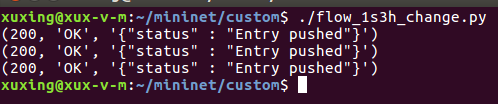 xuxing@xux-v-m:~/mininet/custom$ ./flow_1s3h_change.py
(200, 'OK', '{"status" : "Entry pushed"}')
(200, 'OK', '{"status" : "Entry pushed"}')
(200, 'OK', '{"status" : "Entry pushed"}')
xuxing@xux-v-m:~/mininet/custom$